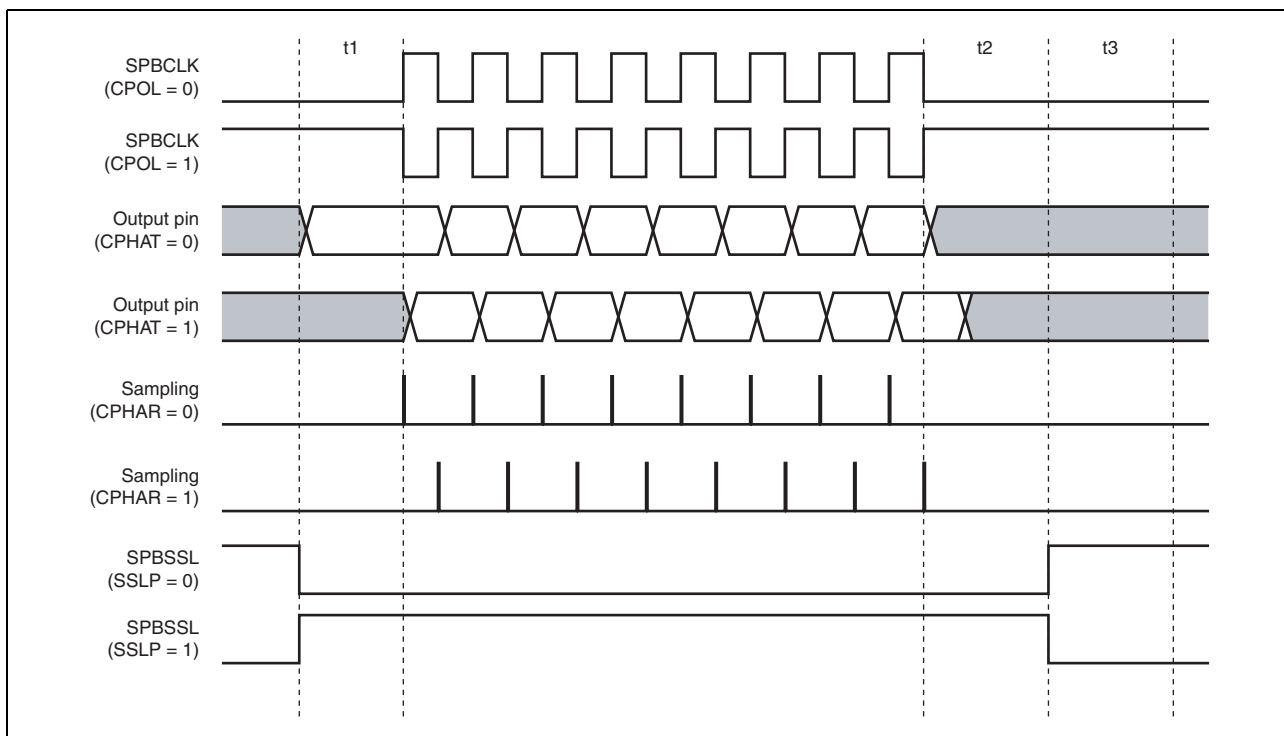 t1
t2
t3
SPBCLK
(CPOL = 0)
SPBCLK
(CPOL = 1)
Output pin
(CPHAT = 0)
Output pin
(CPHAT = 1)
Sampling
(CPHAR = 0)
Sampling
(CPHAR = 1)
SPBSSL
(SSLP = 0)
SPBSSL
(SSLP = 1)